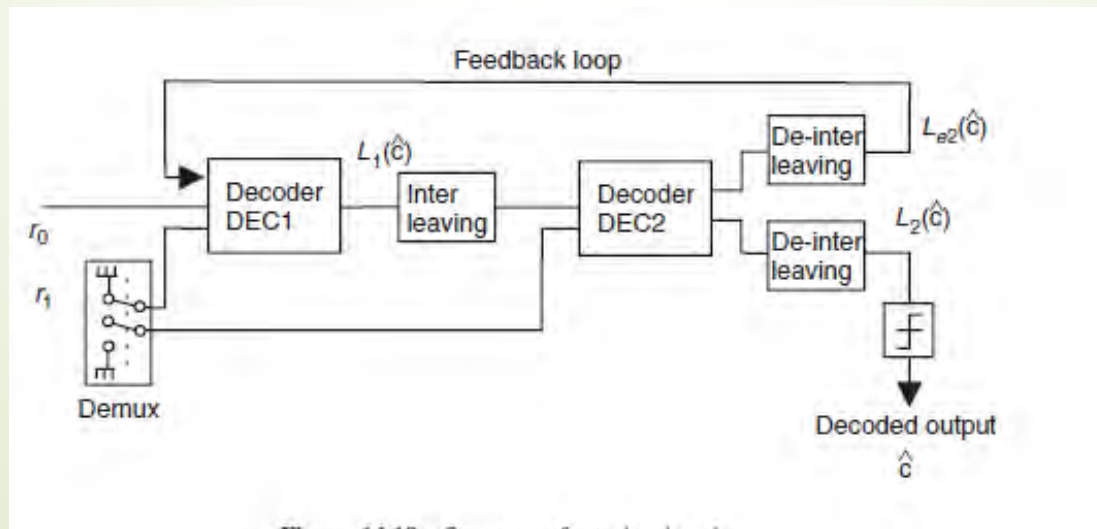 Feedback loop
L₁(ĉ)
Decoder
DEC1
Inter
leaving
Decoder
DEC2
De-inter
leaving
Lₑ₂(ĉ)
De-inter
leaving
L₂(ĉ)
r₀
r₁
Demux
Decoded output
ĉ